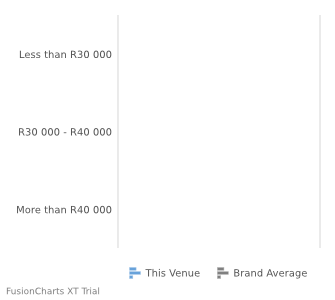 Less than R30 000
R30 000 - R40 000
More than R40 000
This Venue Brand Average
FusionCharts XT Trial